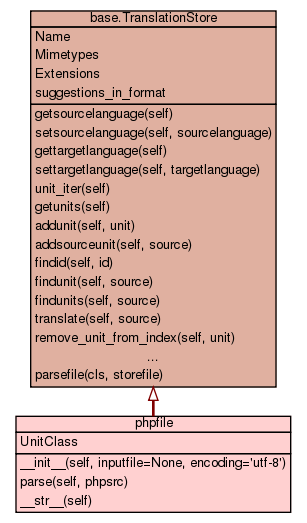 base.TranslationStore
Name
Mimetypes
Extensions
suggestions_in_format
getsourcelanguage(self)
setsourcelanguage(self, sourcelanguage)
gettargetlanguage(self)
settargetlanguage(self, targetlanguage)
unit_iter(self)
getunits(self)
addunit(self, unit)
addsourceunit(self, source)
findid(self, id)
findunit(self, source)
findunits(self, source)
translate(self, source)
remove_unit_from_index(self, unit)
...
parsefile(cls, storefile)
phpfile
UnitClass
__init__(self, inputfile=None, encoding='utf-8')
parse(self, phpsrc)
__str__(self)